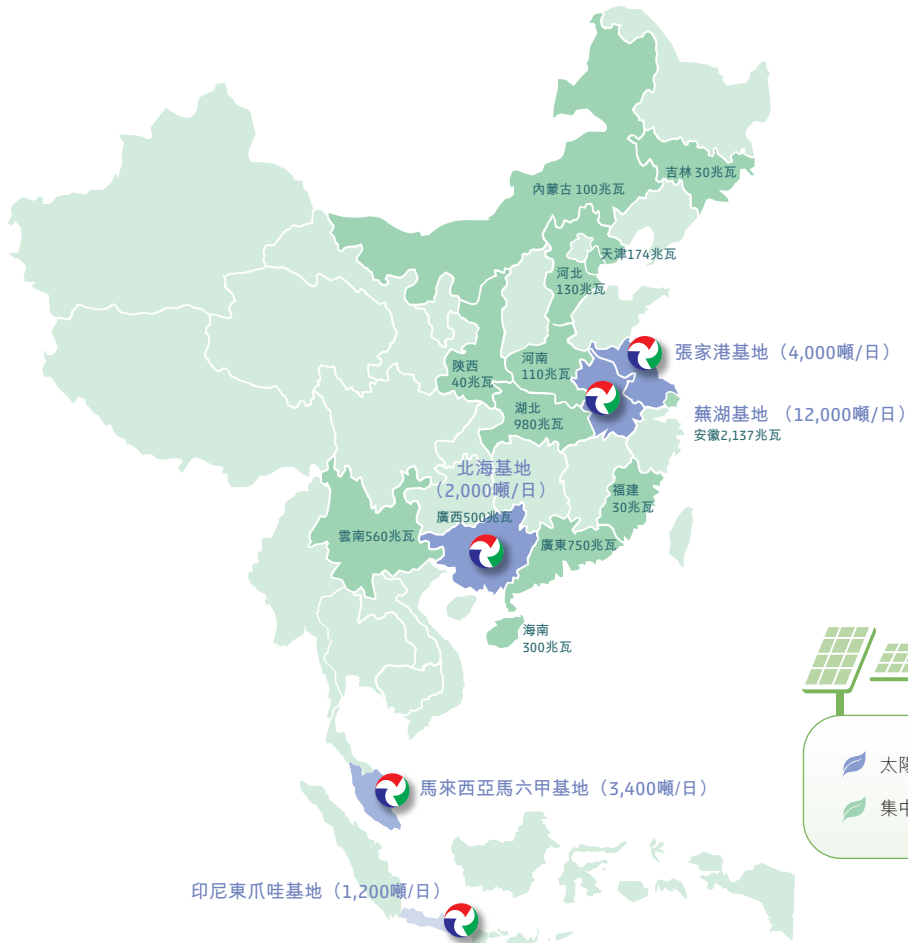 吉林 30兆瓦
內蒙古 100兆瓦
天津174兆瓦
河北
130兆瓦
張家港基地（4,000噸/日）
陝西
40兆瓦
河南
110兆瓦
蕪湖基地 （12,000噸/日）
安徽2,137兆瓦
湖北
980兆瓦
北海基地
（2,000噸/日）
福建
30兆瓦
廣西500兆瓦
雲南560兆瓦
廣東750兆瓦
海南
300兆瓦
太陽
集中
馬來西亞馬六甲基地（3,400噸/日）
印尼東爪哇基地（1,200噸/日）